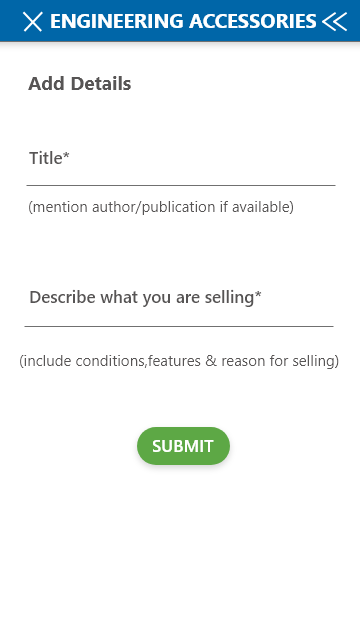 ENGINEERING ACCESSORIES
Add Details
Title*
(mention author/publication if available)
Describe what you are selling*
(include conditions,features & reason for selling)
SUBMIT